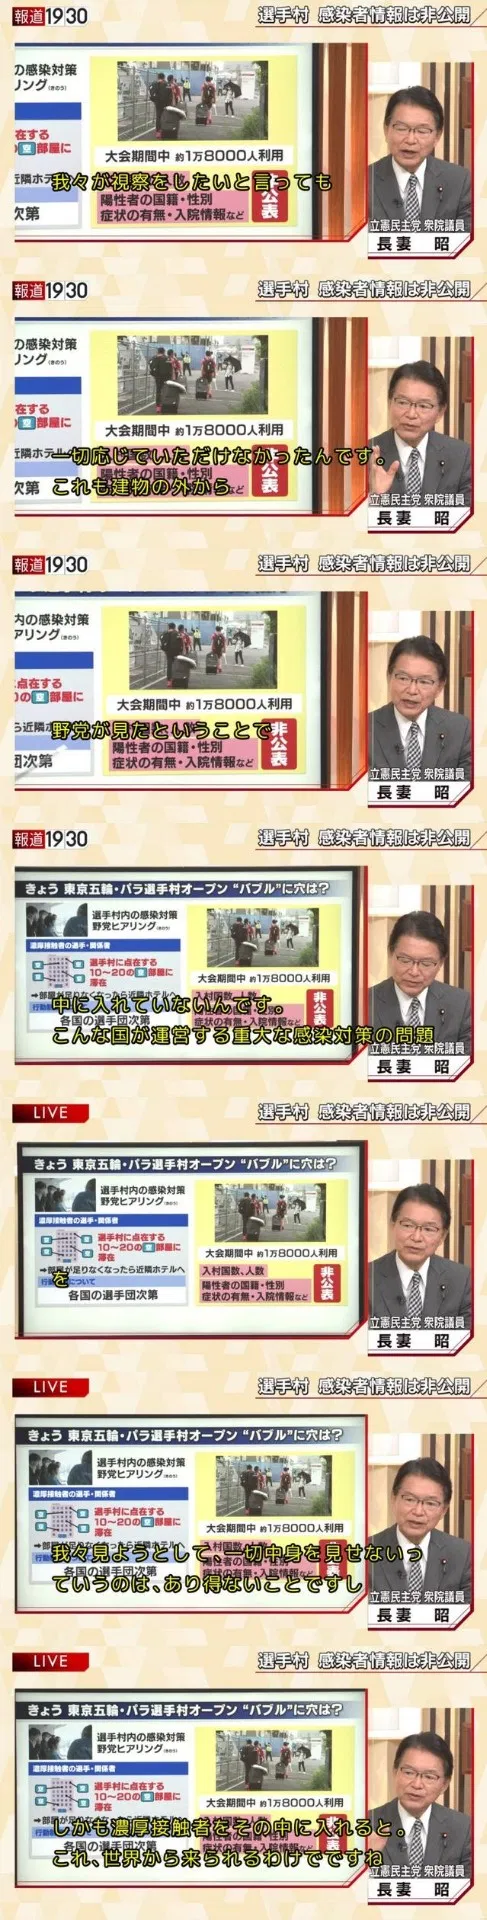 報道19:30
選手村 感染者情報は非公開
の感染対策
リング(きのう)
在する
空部屋に
近隣ホテ
次第
大会期間中 約1万8000人利用
陽性者の国籍・性別
症状の有無・入院情報など
非公表
我々が視察をしたいと言っても
立憲民主党 衆院議員
長妻 昭
報道19:30
選手村 感染者情報は非公開
の感染対策
リング(きのう)
在する
空部屋に
次第
大会期間中 約1万8000人利用
陽性者の国籍・性別
非公表
一切応じていただけなかったんです。
これも建物の外から
立憲民主党 衆院議員
長妻 昭
報道19:30
選手村 感染者情報は非公開
内の感染対策
アリング(きのう)
点在する
0の空部屋に
ら近隣ホテル
団次第
大会期間中 約1万8000人利用
陽性者の国籍・性別
症状の有無・入院情報など
非公表
野党が見たということで
立憲民主党 衆院議員
長妻 昭
報道19:30
選手村 感染者情報は非公開
きょう 東京五輪・パラ選手村オープン “バブル”に穴は?
選手村内の感染対策
野党ヒアリング(きのう)
濃厚接触者の選手・関係者
選手村に点在する
10~20の空部屋に
滞在
➡部屋が足りなくなったら近隣ホテルへ
各国の選手団次第
大会期間中 約1万8000人利用
入村国数、人数
非公表
中に入れていないんです。
こんな国が運営する重大な感染対策の問題
立憲民主党 衆院議員
長妻 昭
LIVE
選手村 感染者情報は非公開
きょう 東京五輪・パラ選手村オープン “バブル”に穴は?
選手村内の感染対策
野党ヒアリング(きのう)
濃厚接触者の選手・関係者
選手村に点在する
10~20の空部屋に
滞在
➡部屋が足りなくなったら近隣ホテルへ
行動について
各国の選手団次第
大会期間中 約1万8000人利用
入村国数、人数
陽性者の国籍・性別
症状の有無・入院情報など
非公表
を
立憲民主党 衆院議員
長妻 昭
LIVE
選手村 感染者情報は非公開
きょう 東京五輪・パラ選手村オープン “バブル”に穴は?
選手村内の感染対策
野党ヒアリング(きのう)
濃厚接触者の選手・関係者
選手村に点在する
10~20の空部屋に
滞在
各国の選手団次第
大会期間中 約1万8000人利用
我々見ようとして、一切中身を見せないっ
ていうのは、あり得ないことですし
立憲民主党 衆院議員
長妻 昭
LIVE
選手村 感染者情報は非公開
きょう 東京五輪・パラ選手村オープン “バブル”に穴は?
選手村内の感染対策
野党ヒアリング(きのう)
濃厚接触者の選手・関係者
選手村に点在する
10~20の空部屋に
滞在
大会期間中 約1万8000人利用
しかも濃厚接触者をその中に入れると。
これ、世界から来られるわけでですね
立憲民主党 衆院議員
長妻 昭